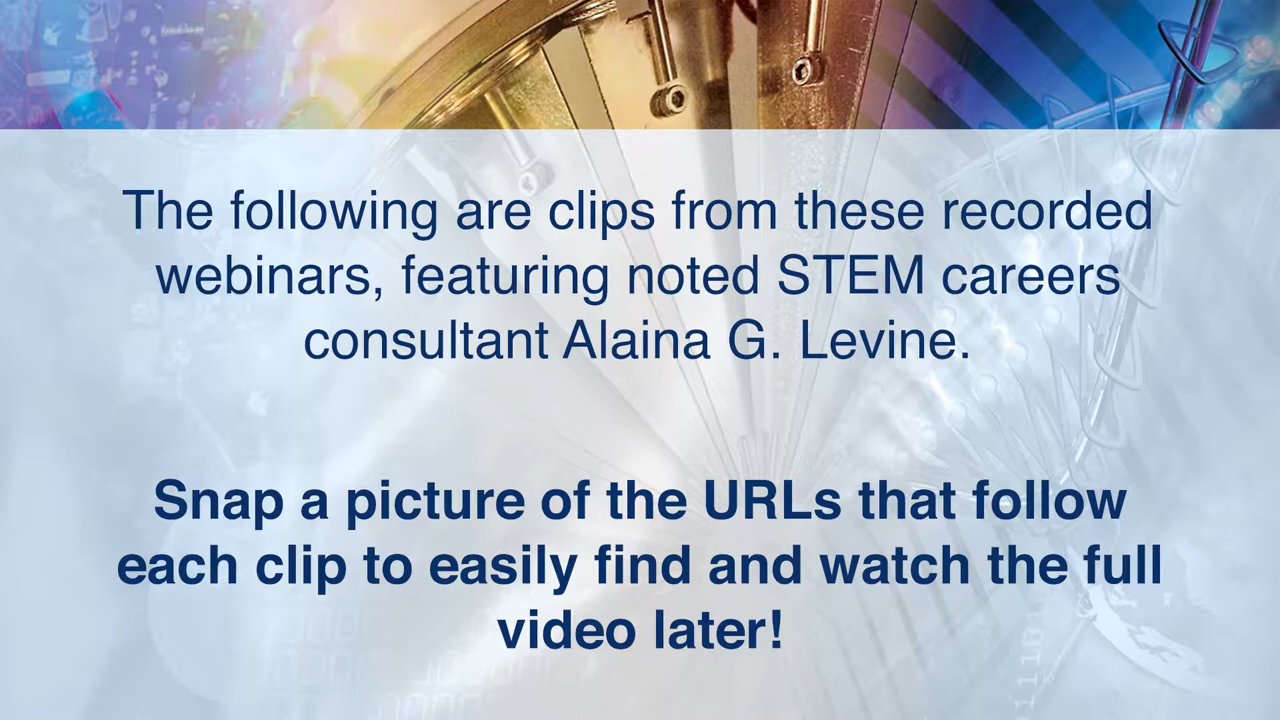 The following are clips from these recorded
webinars, featuring noted STEM careers
consultant Alaina G. Levine.
Snap a picture of the URLs that follow
each clip to easily find and watch the full
video later!